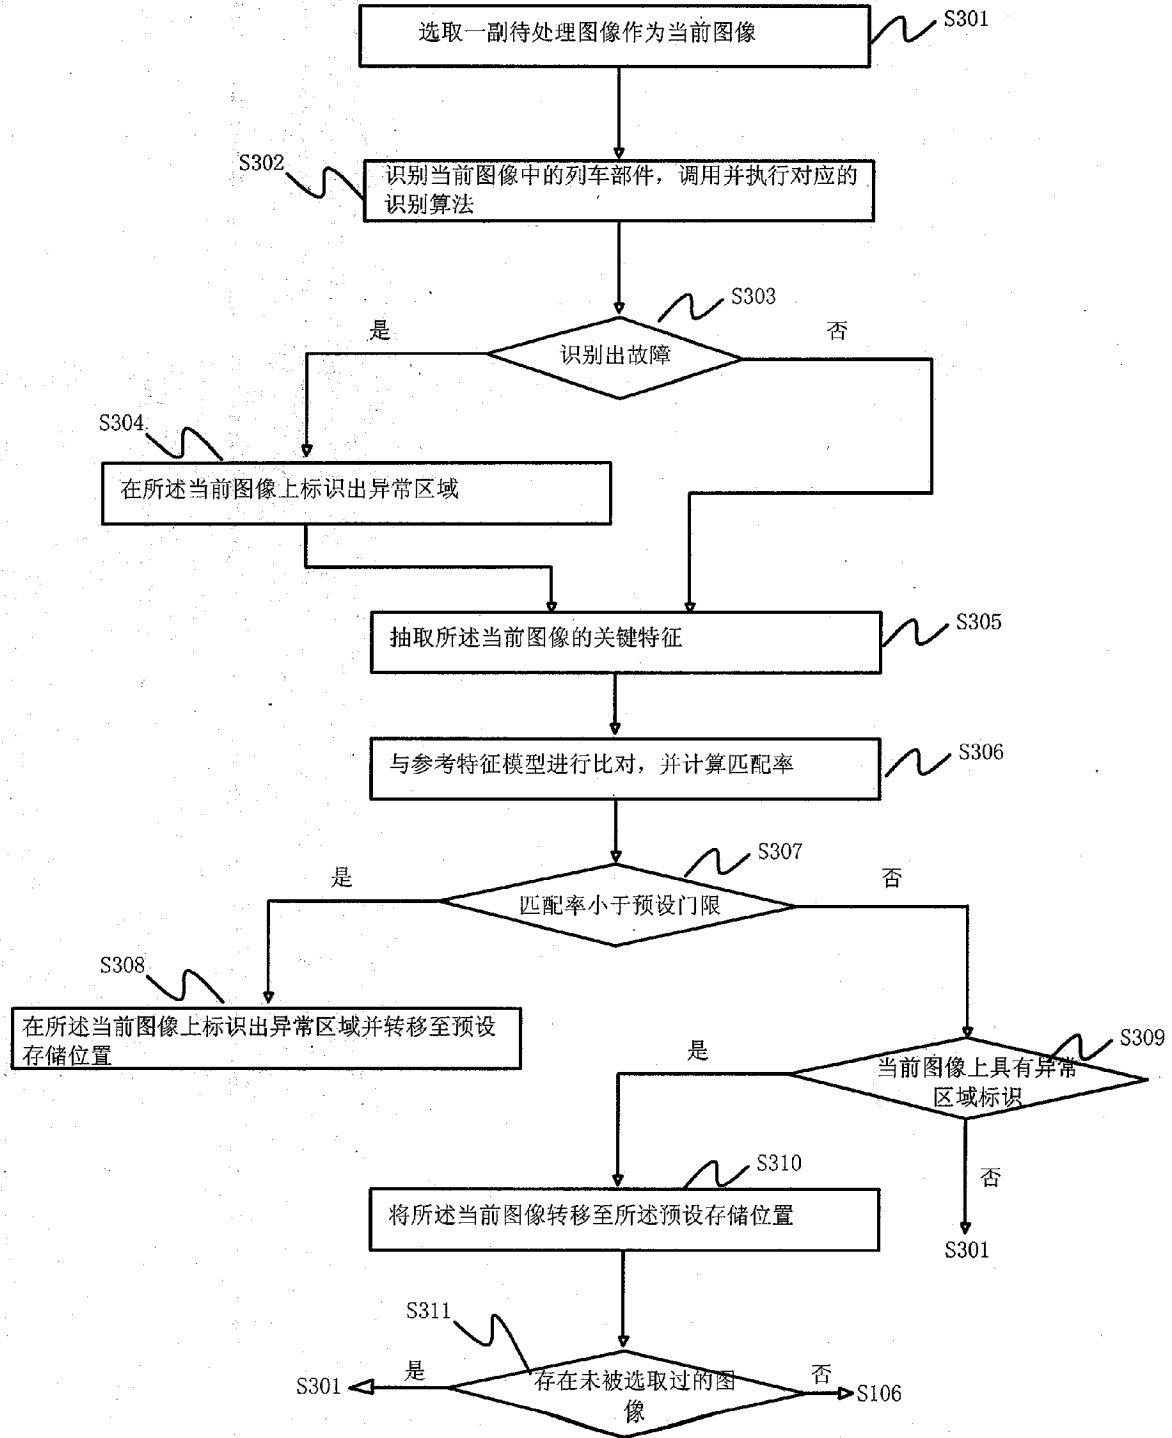 选取一副待处理图像作为当前图像
S301
S302
识别当前图像中的列车部件，调用并执行对应的
识别算法
S303
是
否
识别出故障
S304
在所述当前图像上标识出异常区域
S305
抽取所述当前图像的关键特征
S306
与参考特征模型进行比对，并计算匹配率
S307
是
否
匹配率小于预设门限
S308
在所述当前图像上标识出异常区域并转移至预设
存储位置
S309
是
当前图像上具有异常
区域标识
S310
否
将所述当前图像转移至所述预设存储位置
S301
S311
是
否
存在未被选取过的图
像
S301
S106